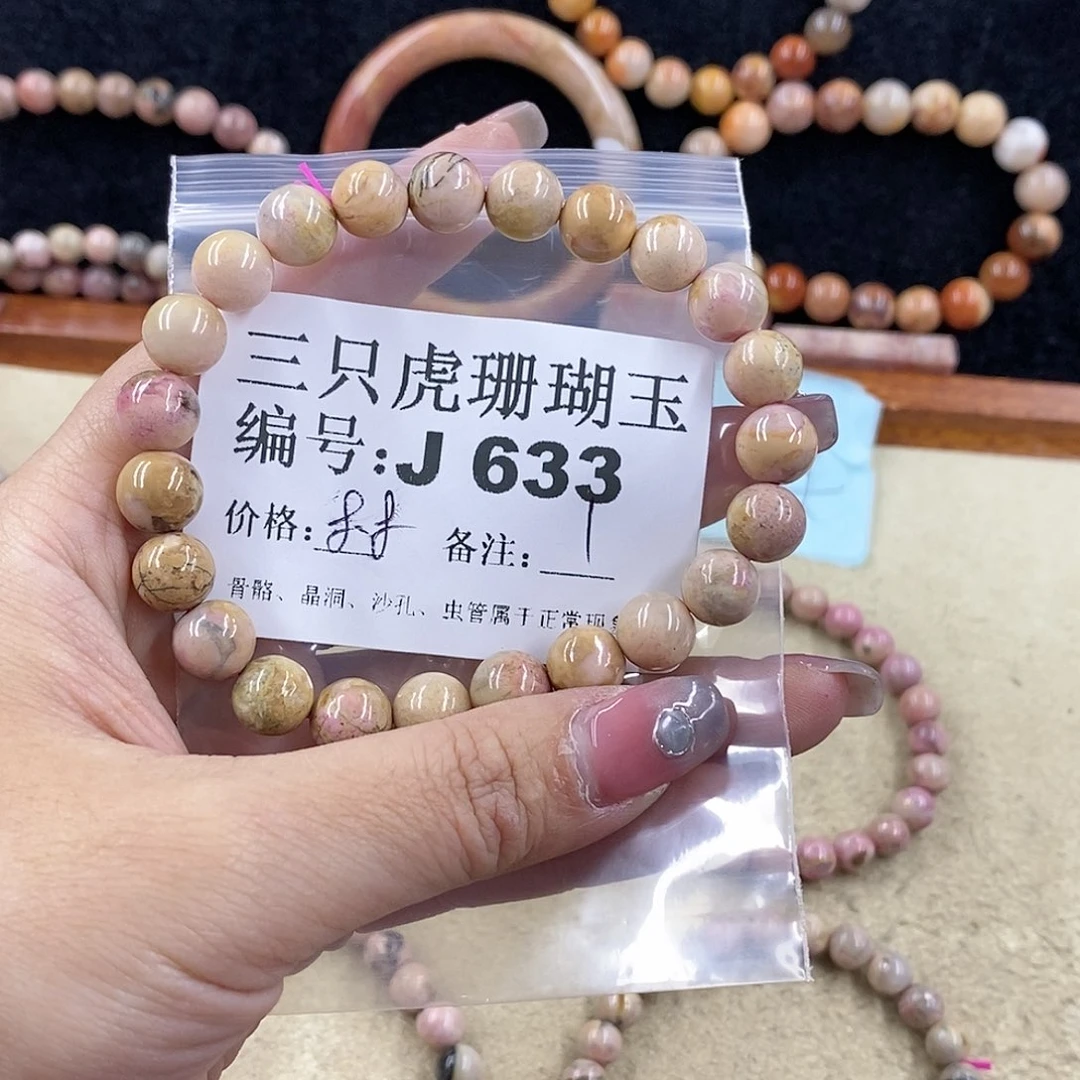 三只虎珊瑚玉
编号:J 633
价格: 备注:
骨骼、晶洞、沙孔、虫管属于正常现